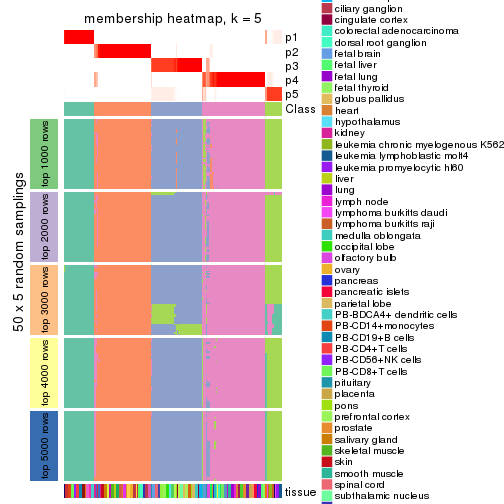 membership heatmap, k = 5
p1
p2
p3
p4
p5
Class
50 x 5 random samplings
top 1000 rows
top 2000 rows
top 3000 rows
top 4000 rows
top 5000 rows
tissue
ciliary ganglion
cingulate cortex
colorectal adenocarcinoma
dorsal root ganglion
fetal brain
fetal liver
fetal lung
fetal thyroid
globus pallidus
heart
hypothalamus
kidney
leukemia chronic myelogenous K562
leukemia lymphoblastic molt4
leukemia promyelocytic hl60
liver
lung
lymph node
lymphoma burkitts daudi
lymphoma burkitts raji
medulla oblongata
occipital lobe
olfactory bulb
ovary
pancreas
pancreatic islets
parietal lobe
PB-BDCA4+ dendritic cells
PB-CD14+monocytes
PB-CD19+B cells
PB-CD4+T cells
PB-CD56+NK cells
PB-CD8+T cells
pituitary
placenta
pons
prefrontal cortex
prostate
salivary gland
skeletal muscle
skin
smooth muscle
spinal cord
subthalamic nucleus